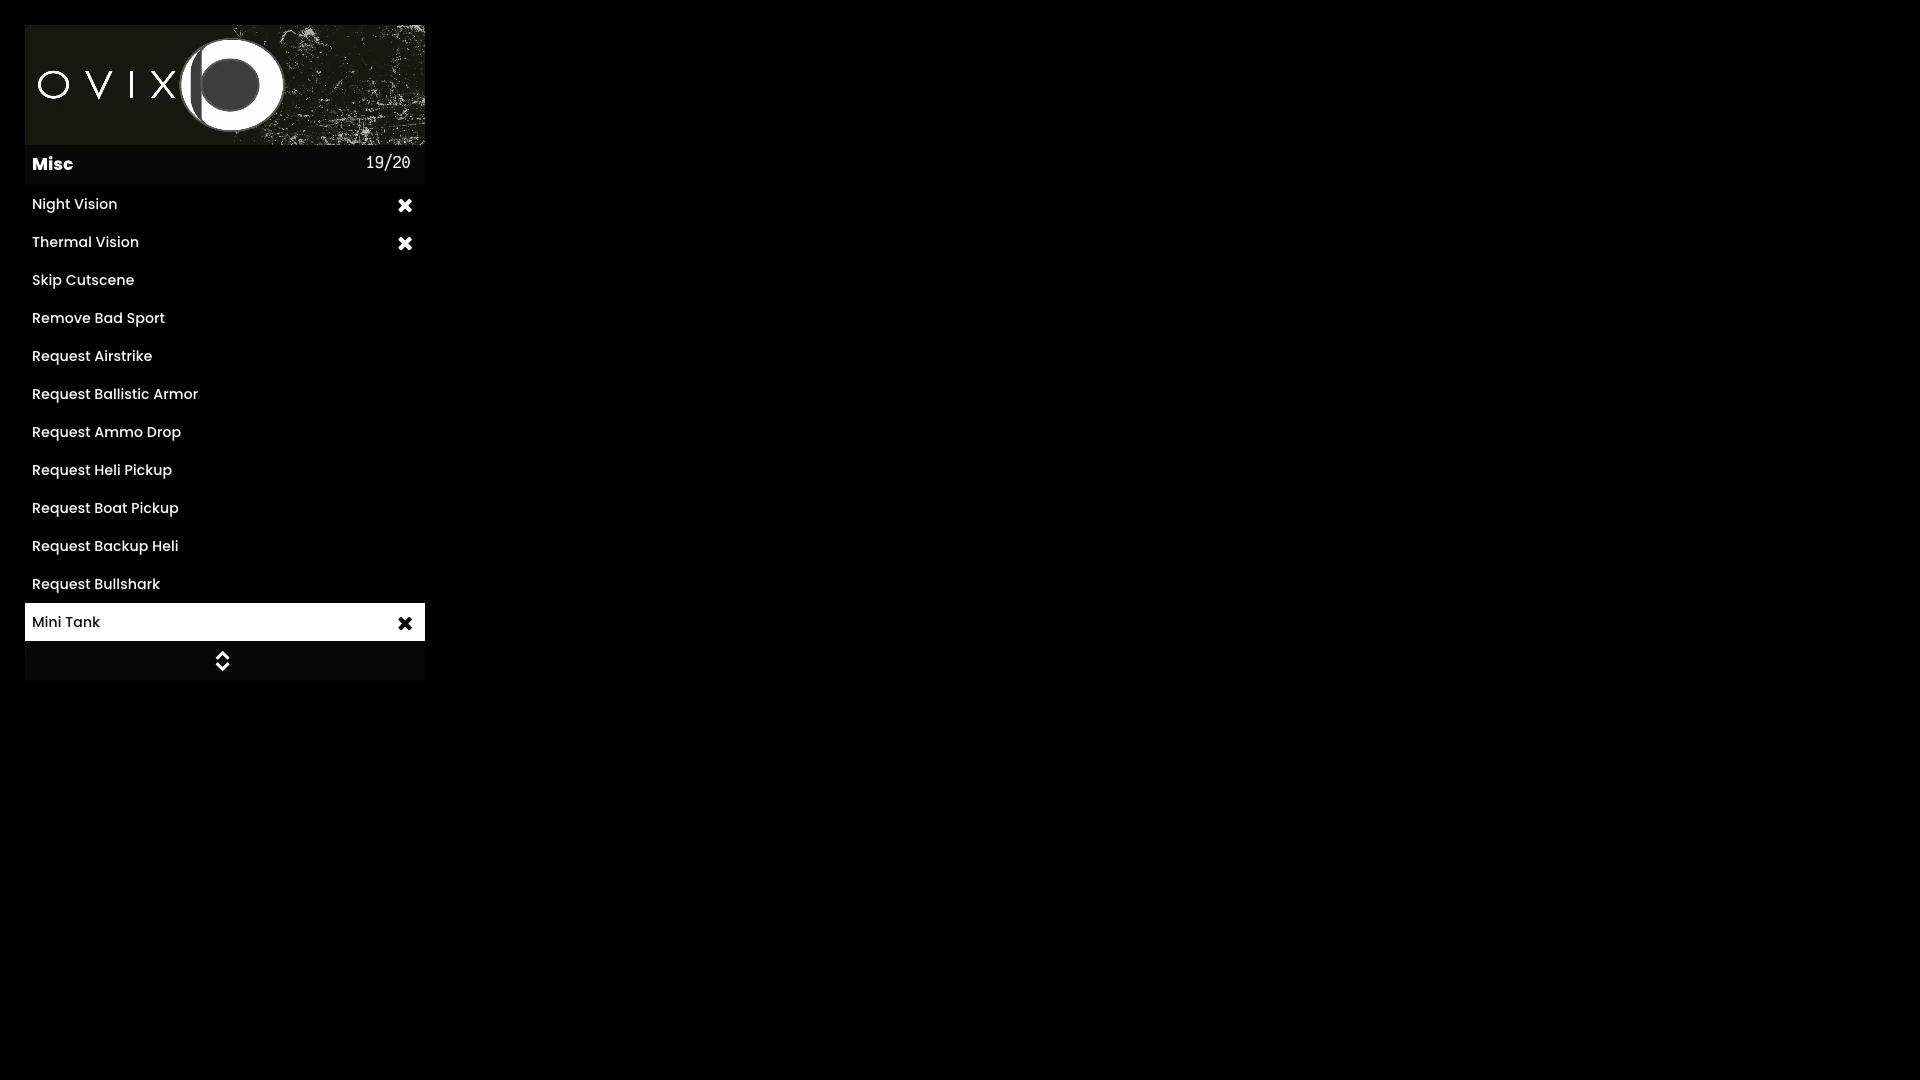 OVIX
Misc 19/20
Night Vision
Thermal Vision
Skip Cutscene
Remove Bad Sport
Request Airstrike
Request Ballistic Armor
Request Ammo Drop
Request Heli Pickup
Request Boat Pickup
Request Backup Heli
Request Bullshark
Mini Tank